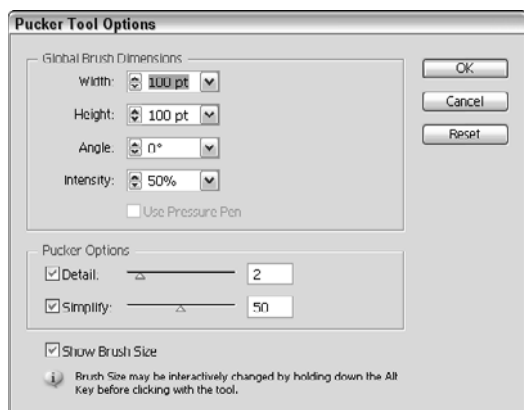 Pucker Tool Options
Global Brush Dimensions
Width: 100 pt
Height: 100 pt
Angle: 0°
Intensity: 50%
Use Pressure Pen
OK
Cancel
Reset
Pucker Options
Detail: 2
Simplify: 50
Show Brush Size
Brush Size may be interactively changed by holding down the Alt
Key before clicking with the tool.